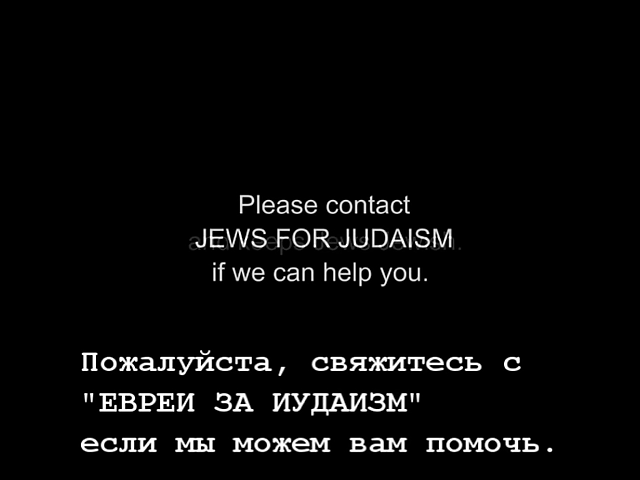 Please contact
JEWS FOR JUDAISM
if we can help you.
Пожалуйста, свяжитесь с
"ЕВРЕИ ЗА ИУДАИЗМ"
если мы можем вам помочь.